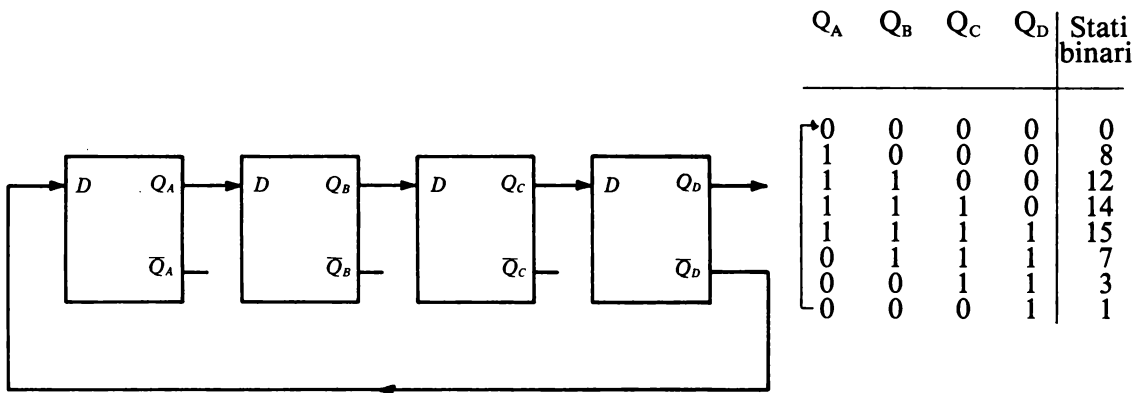 Q_A Q_B Q_C Q_D Stati binari
0 0 0 0 0
1 0 0 0 8
1 1 0 0 12
1 1 1 0 14
1 1 1 1 15
0 1 1 1 7
0 0 1 1 3
0 0 0 1 1
D Q_A D Q_B D Q_C D Q_D
Q̅_A Q̅_B Q̅_C Q̅_D